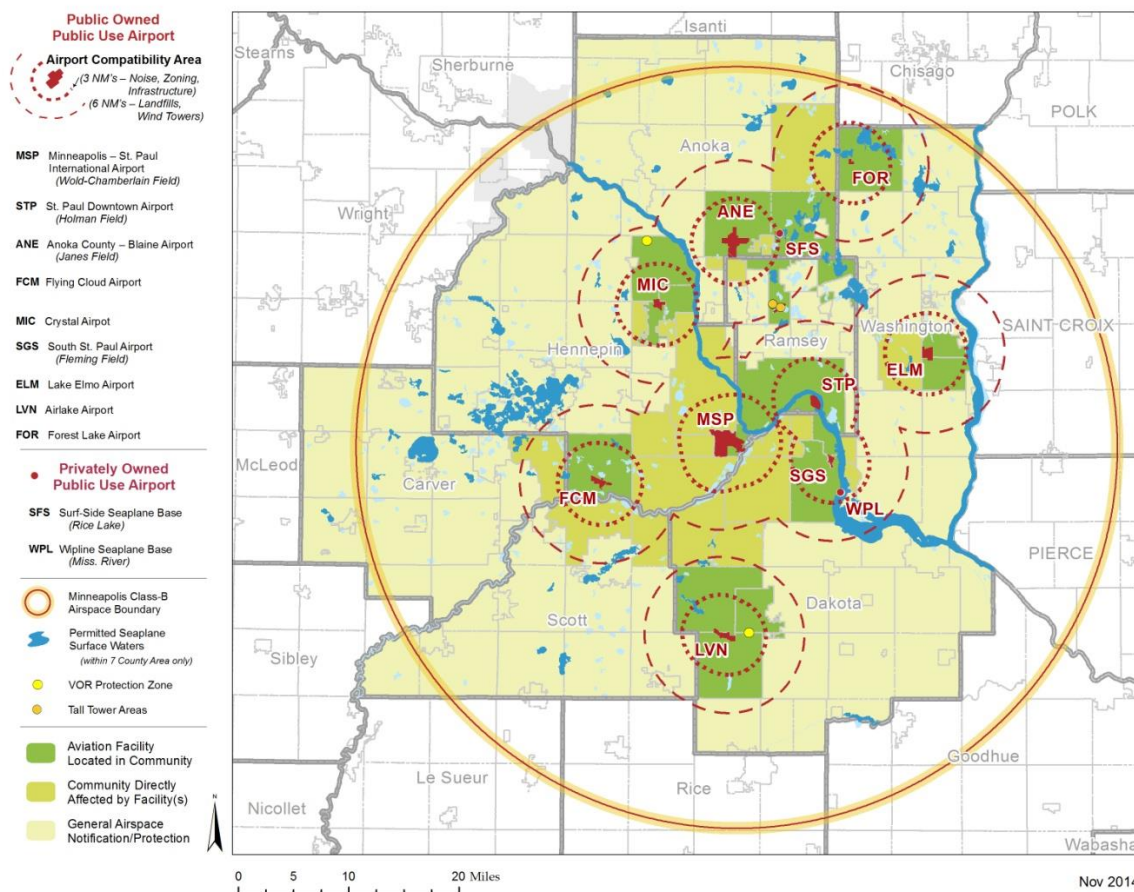 Public Owned
Public Use Airport
Airport Compatibility Area
(3 NM's – Noise, Zoning,
Infrastructure)
(6 NM's – Landfills,
Wind Towers)
MSP Minneapolis – St. Paul
International Airport
(Wold-Chamberlain Field)
STP St. Paul Downtown Airport
(Holman Field)
ANE Anoka County – Blaine Airport
(Janes Field)
FCM Flying Cloud Airport
MIC Crystal Airpot
SGS South St. Paul Airport
(Fleming Field)
ELM Lake Elmo Airport
LVN Airlake Airport
FOR Forest Lake Airport
Privately Owned
Public Use Airport
SFS Surf-Side Seaplane Base
(Rice Lake)
WPL Wipline Seaplane Base
(Miss. River)
Minneapolis Class-B
Airspace Boundary
Permitted Seaplane
Surface Waters
(within 7 County Area only)
VOR Protection Zone
Tall Tower Areas
Aviation Facility
Located in Community
Community Directly
Affected by Facility(s)
General Airspace
Notification/Protection
N
Isanti
Stearns
Sherburne
Chisago
POLK
Anoka
FOR
Wright
ANE
SFS
MIC
Washington
SAINT CROIX
Hennepin
Ramsey
ELM
STP
MSP
McLeod
Carver
FCM
SGS
WPL
PIERCE
Scott
Dakota
LVN
Sibley
Goodhue
Le Sueur
Rice
Nicollet
Wabasha
0 5 10 20 Miles
Nov 2014